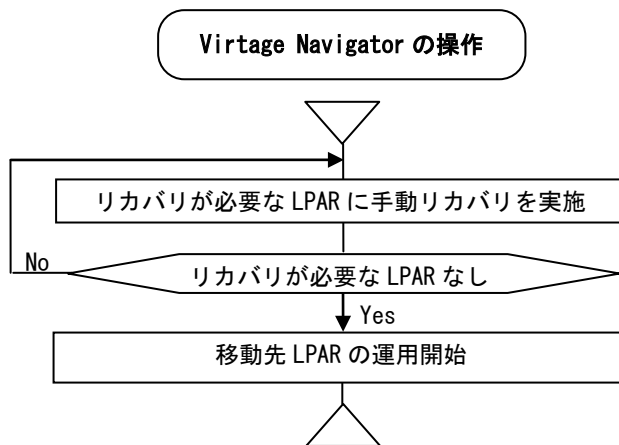 Virtage Navigator の操作
リカバリが必要な LPAR に手動リカバリを実施
No
リカバリが必要な LPAR なし
Yes
移動先 LPAR の運用開始